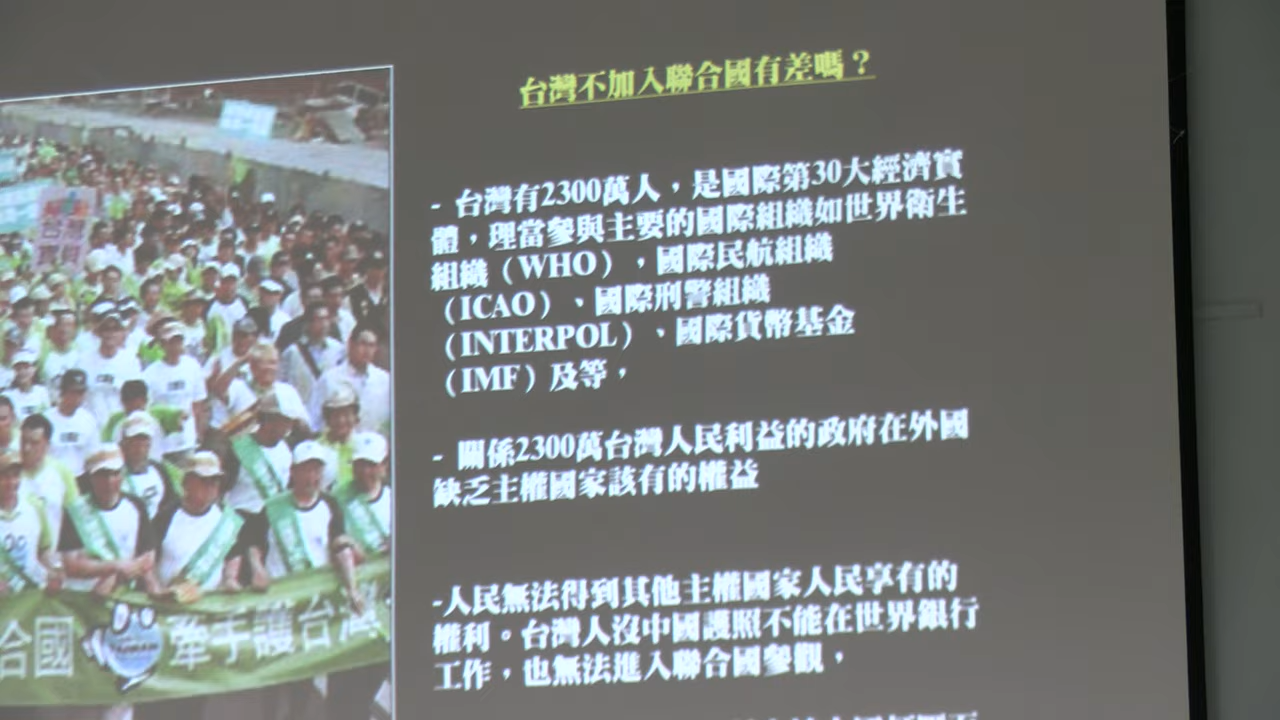 台灣不加入聯合國有差嗎？
- 台灣有2300萬人，是國際第30大經濟實
體，理當參與主要的國際組織如世界衛生
組織（WHO），國際民航組織
（ICAO）、國際刑警組織
（INTERPOL）、國際貨幣基金
（IMF）及等，
- 關係2300萬台灣人民利益的政府在外國
缺乏主權國家該有的權益
-人民無法得到其他主權國家人民享有的
權利。台灣人沒中國護照不能在世界銀行
工作，也無法進入聯合國參觀，
合國 牽手護台灣